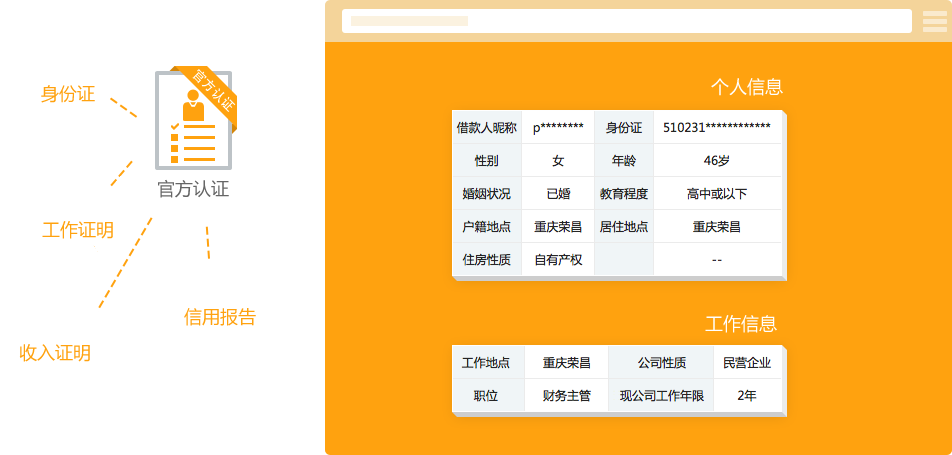 身份证
官方认证
官方认证
工作证明
信用报告
收入证明
个人信息
借款人昵称 p******** 身份证 510231************
性别 女 年龄 46岁
婚姻状况 已婚 教育程度 高中或以下
户籍地点 重庆荣昌 居住地点 重庆荣昌
住房性质 自有产权 --
工作信息
工作地点 重庆荣昌 公司性质 民营企业
职位 财务主管 现公司工作年限 2年